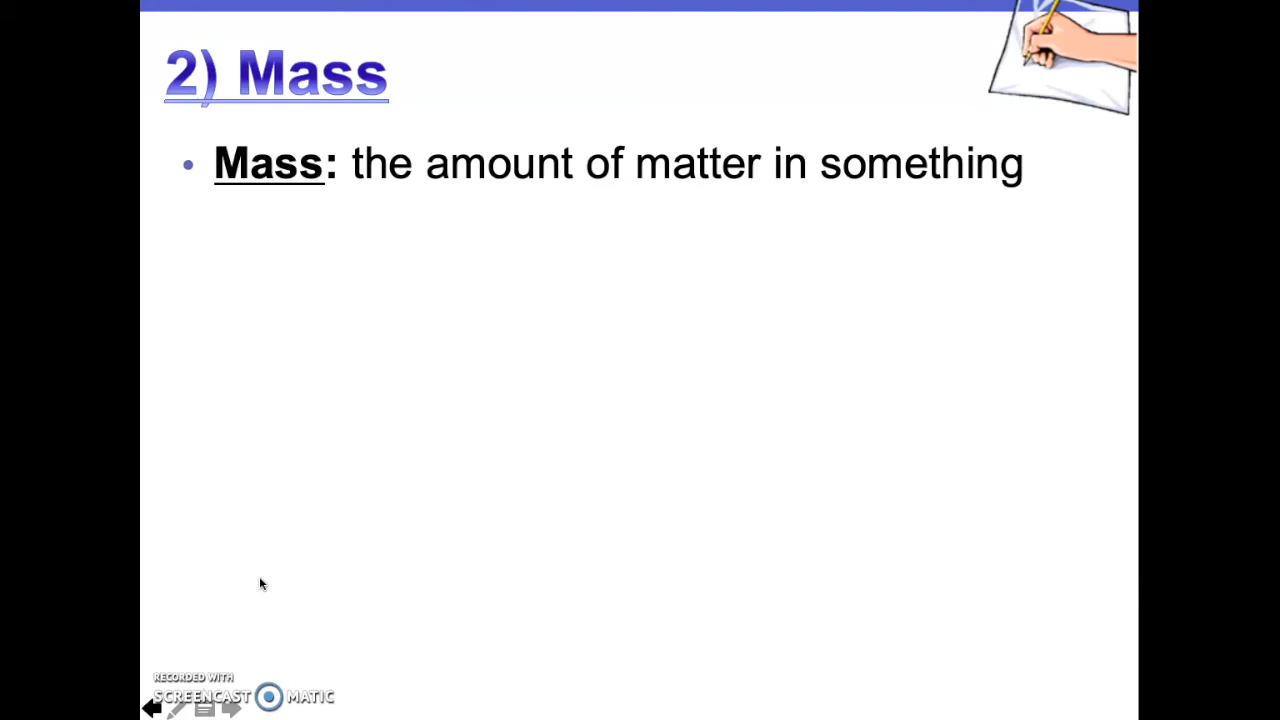 2) Mass
• Mass: the amount of matter in something
RECORDED WITH
SCREENCAST MATIC